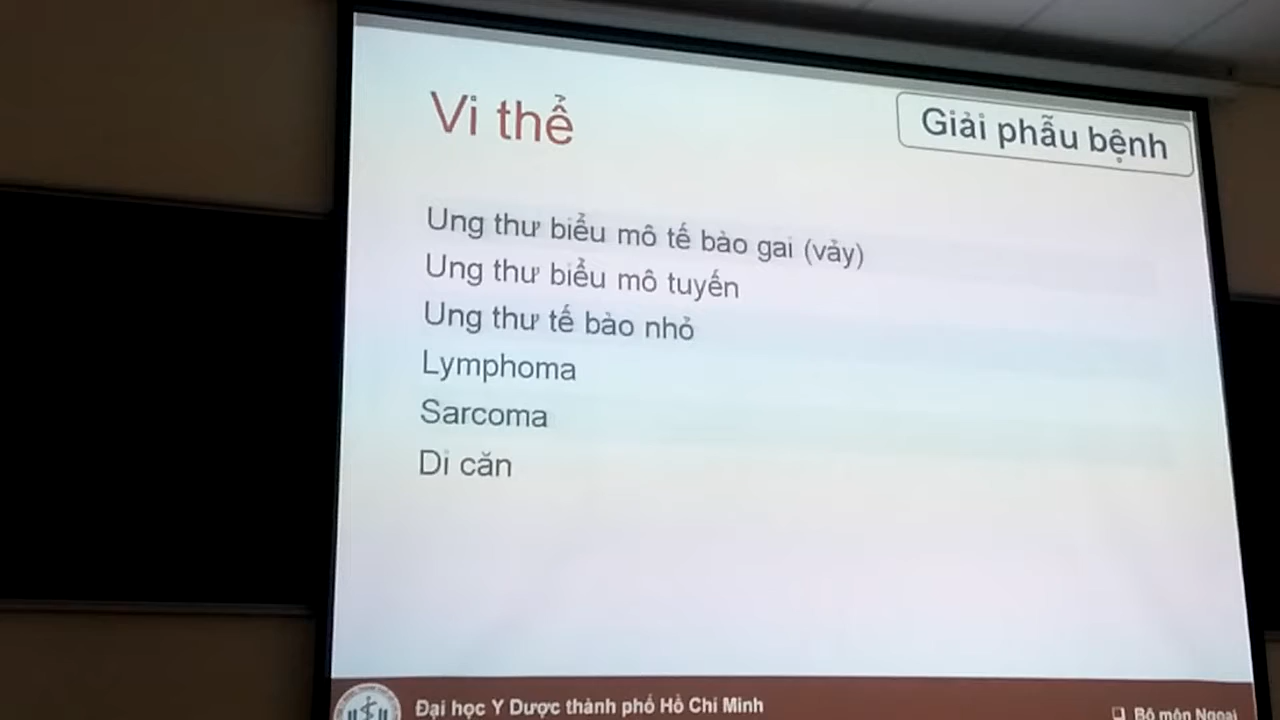 Vi thể
Giải phẫu bệnh
Ung thư biểu mô tế bào gai (vảy)
Ung thư biểu mô tuyến
Ung thư tế bào nhỏ
Lymphoma
Sarcoma
Di căn
Đại học Y Dược thành phố Hồ Chí Minh
❑ Bộ môn Ngoại